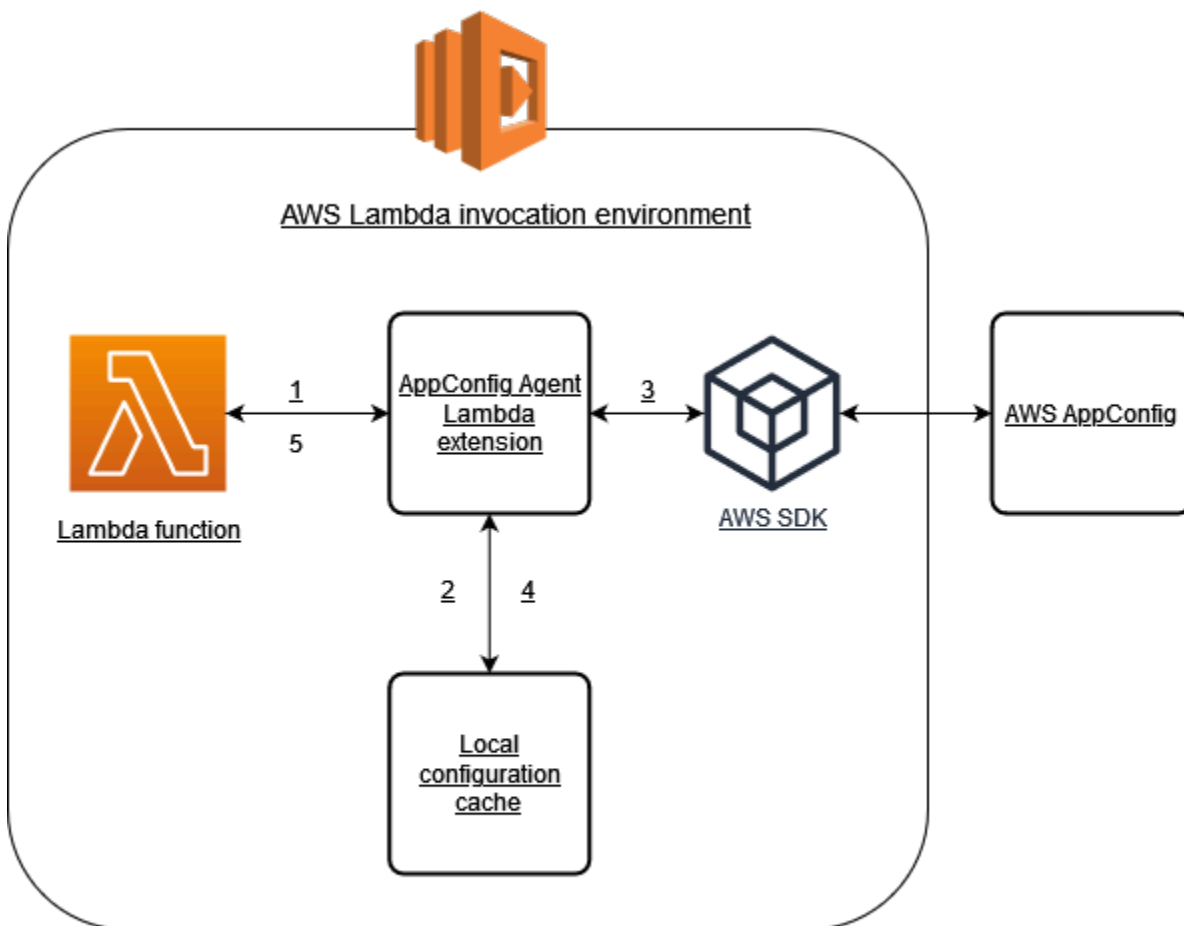 AWS Lambda invocation environment
1
5
AppConfig Agent
Lambda
extension
3
AWS AppConfig
Lambda function
AWS SDK
2
4
Local
configuration
cache